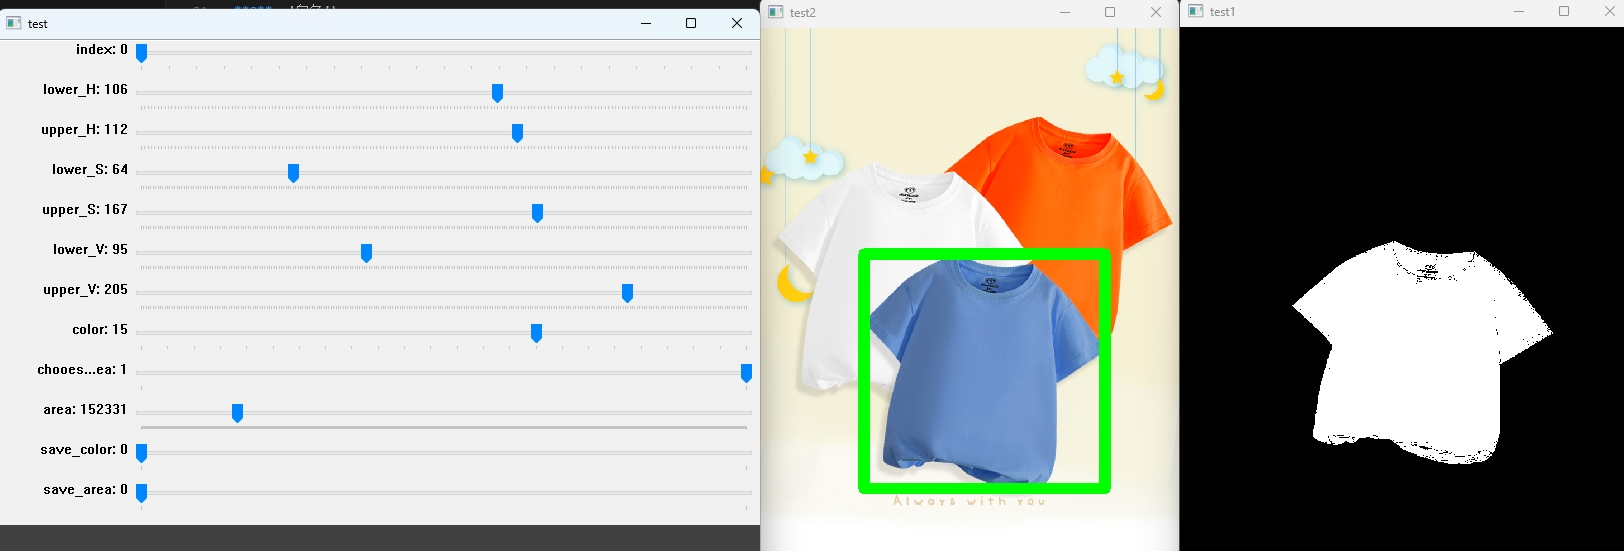 test
index: 0
lower_H: 106
upper_H: 112
lower_S: 64
upper_S: 167
lower_V: 95
upper_V: 205
color: 15
chooes...ea: 1
area: 152331
save_color: 0
save_area: 0
test2
Always with you
test1